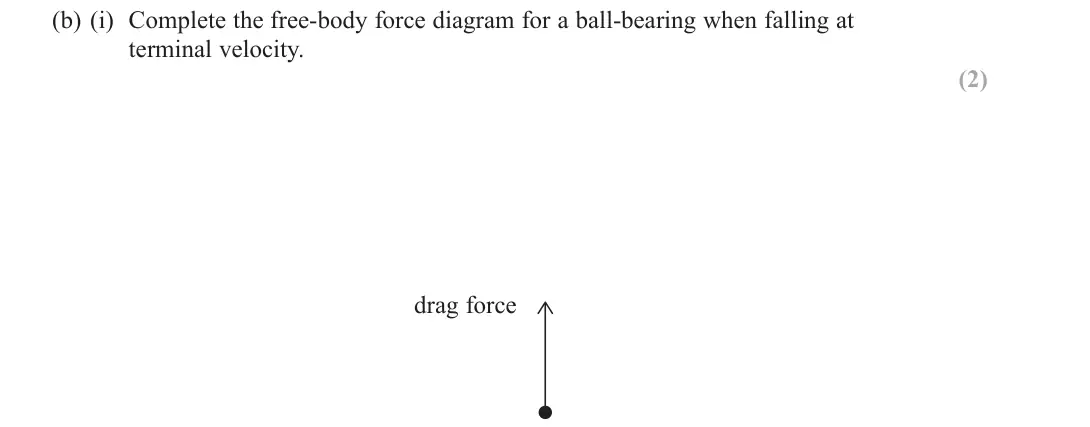 (b) (i) Complete the free-body force diagram for a ball-bearing when falling at
terminal velocity.
(2)
drag force